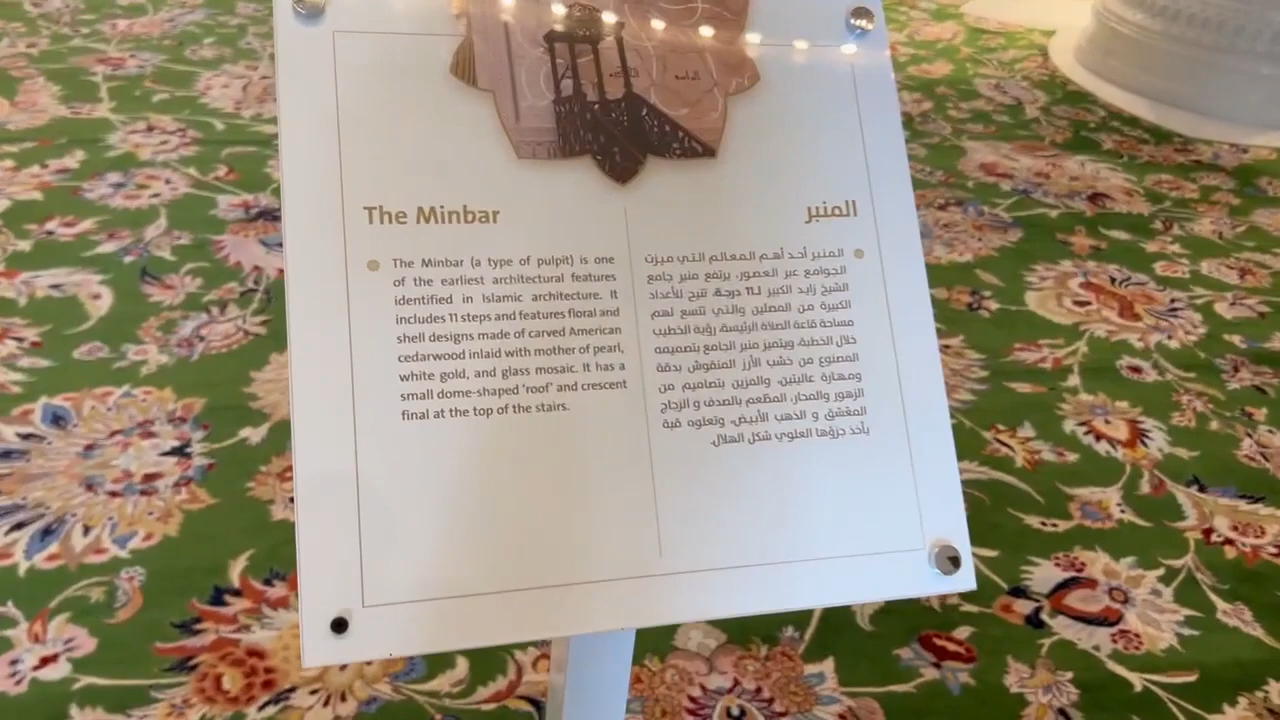 The Minbar
The Minbar (a type of pulpit) is one
of the earliest architectural features
identified in Islamic architecture. It
includes 11 steps and features floral and
shell designs made of carved American
cedarwood inlaid with mother of pearl,
white gold, and glass mosaic. It has a
small dome-shaped ‘roof’ and crescent
final at the top of the stairs.
المنبر
المنبر أحد أهم المعالم التي ميزت
الجوامع عبر العصور، يرتفع منبر جامع
الشيخ زايد الكبير لـ11 درجة، تتيح للأعداد
الكبيرة من المصلين والتي تتسع لهم
مساحة قاعة الصلاة الرئيسة، رؤية الخطيب
خلال الخطبة، ويتميز منبر الجامع بتصميمه
المصنوع من خشب الأرز المنقوش بدقة
ومهارة عاليتين، والمزين بتصاميم من
الزهور والمحار، المطعم بالصدف و الزجاج
المعشق و الذهب الأبيض، وتعلوه قبة
يأخذ جزؤها العلوي شكل الهلال.